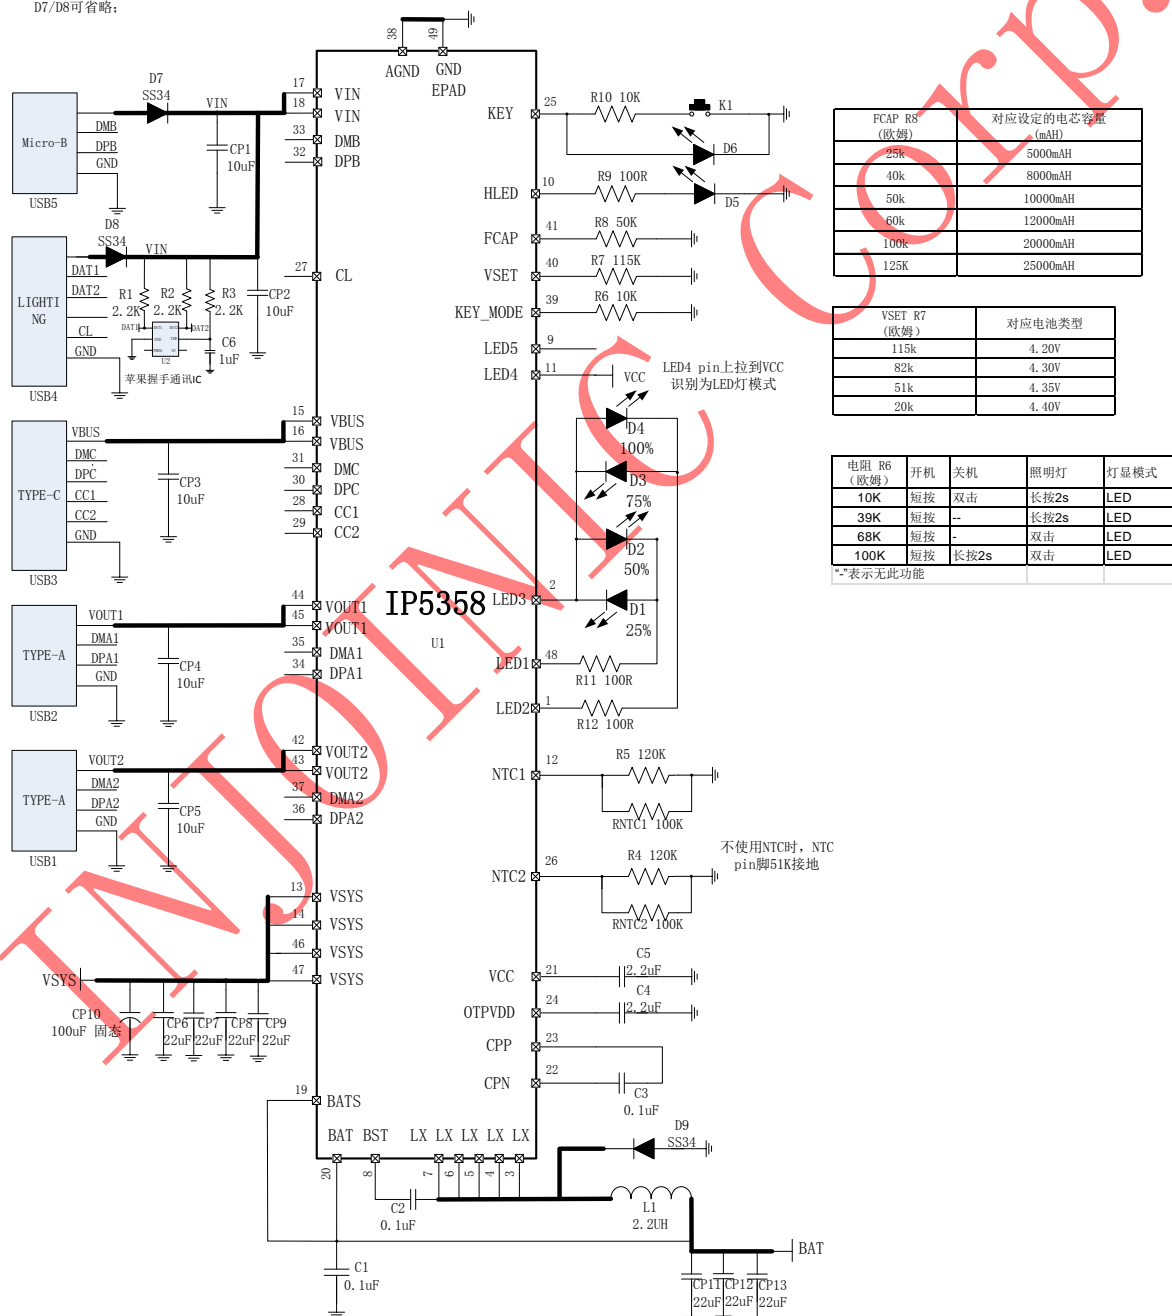 D7/D8可省略;
38
49
AGND
GND
EPAD
17
VIN
18
VIN
33
DMB
32
DPB
D7
SS34
VIN
CP1
10uF
Micro-B
DMB
DPB
GND
USB5
D8
SS34
VIN
LIGHTI
NG
DAT1
DAT2
CL
GND
USB4
R1
2.2K
R2
2.2K
R3
2.2K
CP2
10uF
DAT1
DAT2
U2
C6
1uF
苹果握手通讯IC
27
CL
TYPE-C
VBUS
DMC
DPC
CC1
CC2
GND
USB3
CP3
10uF
15
VBUS
16
VBUS
31
DMC
30
DPC
28
CC1
29
CC2
TYPE-A
VOUT1
DMA1
DPA1
GND
USB2
CP4
10uF
44
VOUT1
45
VOUT1
35
DMA1
34
DPA1
TYPE-A
VOUT2
DMA2
DPA2
GND
USB1
CP5
10uF
42
VOUT2
43
VOUT2
37
DMA2
36
DPA2
13
VSYS
14
VSYS
46
VSYS
47
VSYS
VSYS
CP10
100uF 固态
CP6
22uF
CP7
22uF
CP8
22uF
CP9
22uF
19
BATS
IP5358
U1
BAT
BST
LX
LX
LX
LX
LX
20
8
7
6
5
4
3
C2
0.1uF
C1
0.1uF
D9
SS34
L1
2.2UH
BAT
CP11
22uF
CP12
22uF
CP13
22uF
KEY
25
R10 10K
K1
D6
HLED
10
R9 100R
D5
FCAP
41
R8 50K
VSET
40
R7 115K
KEY_MODE
39
R6 10K
LED5
9
LED4
11
VCC
LED4 pin上拉到VCC
识别为LED灯模式
D4
100%
D3
75%
D2
50%
D1
25%
LED3
2
LED1
48
R11 100R
LED2
1
R12 100R
NTC1
12
R5 120K
RNTC1 100K
NTC2
26
R4 120K
RNTC2 100K
不使用NTC时, NTC
pin脚51K接地
VCC
21
C5
2.2uF
OTPVDD
24
C4
2.2uF
CPP
23
CPN
22
C3
0.1uF
FCAP R8
(欧姆)
对应设定的电芯容量
(mAH)
25k 5000mAH
40k 8000mAH
50k 10000mAH
60k 12000mAH
100k 20000mAH
125K 25000mAH
VSET R7
(欧姆)
对应电池类型
115k 4.20V
82k 4.30V
51k 4.35V
20k 4.40V
电阻 R6
(欧姆)
开机 关机 照明灯 灯显模式
10K 短按 双击 长按2s LED
39K 短按 -- 长按2s LED
68K 短按 - 双击 LED
100K 短按 长按2s 双击 LED
"-"表示无此功能
INJOINIC Corp.